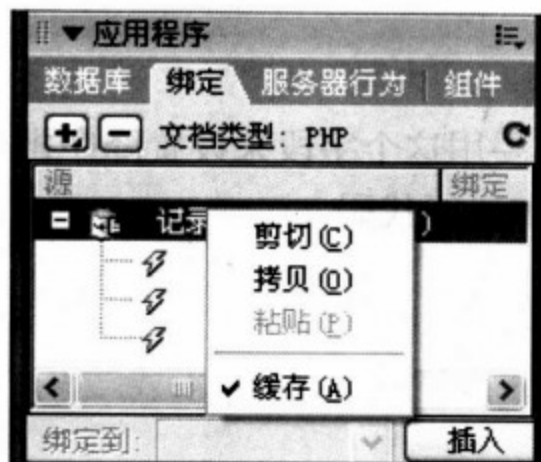 应用程序
数据库 绑定 服务器行为 组件
文档类型: PHP
源 绑定
记录 )
剪切(C)
拷贝(O)
粘贴(P)
缓存(A)
绑定到: 插入